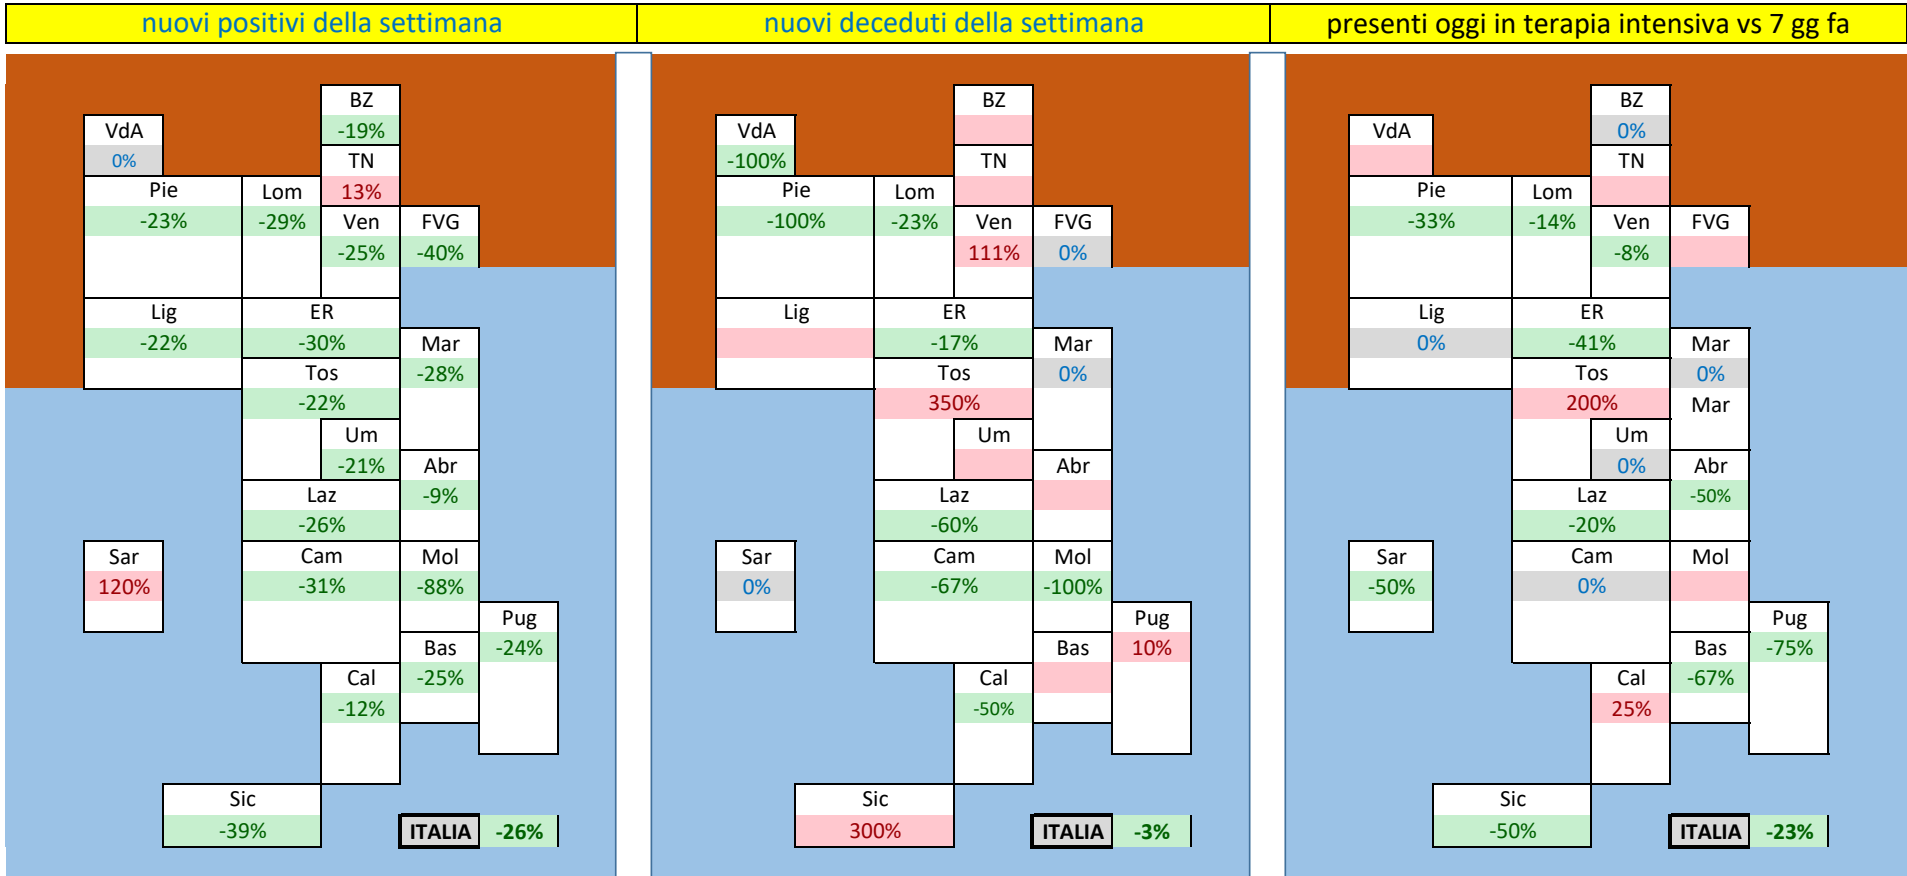 nuovi positivi della settimana
nuovi deceduti della settimana
presenti oggi in terapia intensiva vs 7 gg fa
BZ
VdA -19%
0% TN
Pie Lom 13%
-23% -29% Ven FVG
-25% -40%
Lig ER
-22% -30% Mar
Tos -28%
-22%
Um
-21% Abr
Laz -9%
-26%
Sar Cam Mol
120% -31% -88%
Pug
Bas -24%
Cal -25%
-12%
Sic
-39% ITALIA -26%
BZ
VdA
-100% TN
Pie Lom
-100% -23% Ven FVG
111% 0%
Lig ER
-17% Mar
Tos 0%
350%
Um
Abr
Laz
-60%
Sar Cam Mol
0% -67% -100%
Pug
Bas 10%
Cal
-50%
Sic
300% ITALIA -3%
BZ
VdA 0%
TN
Pie Lom
-33% -14% Ven FVG
-8%
Lig ER
0% -41% Mar
Tos 0%
200% Mar
Um
0% Abr
Laz -50%
-20%
Sar Cam Mol
-50% 0%
Pug
Bas -75%
Cal -67%
25%
Sic
-50% ITALIA -23%